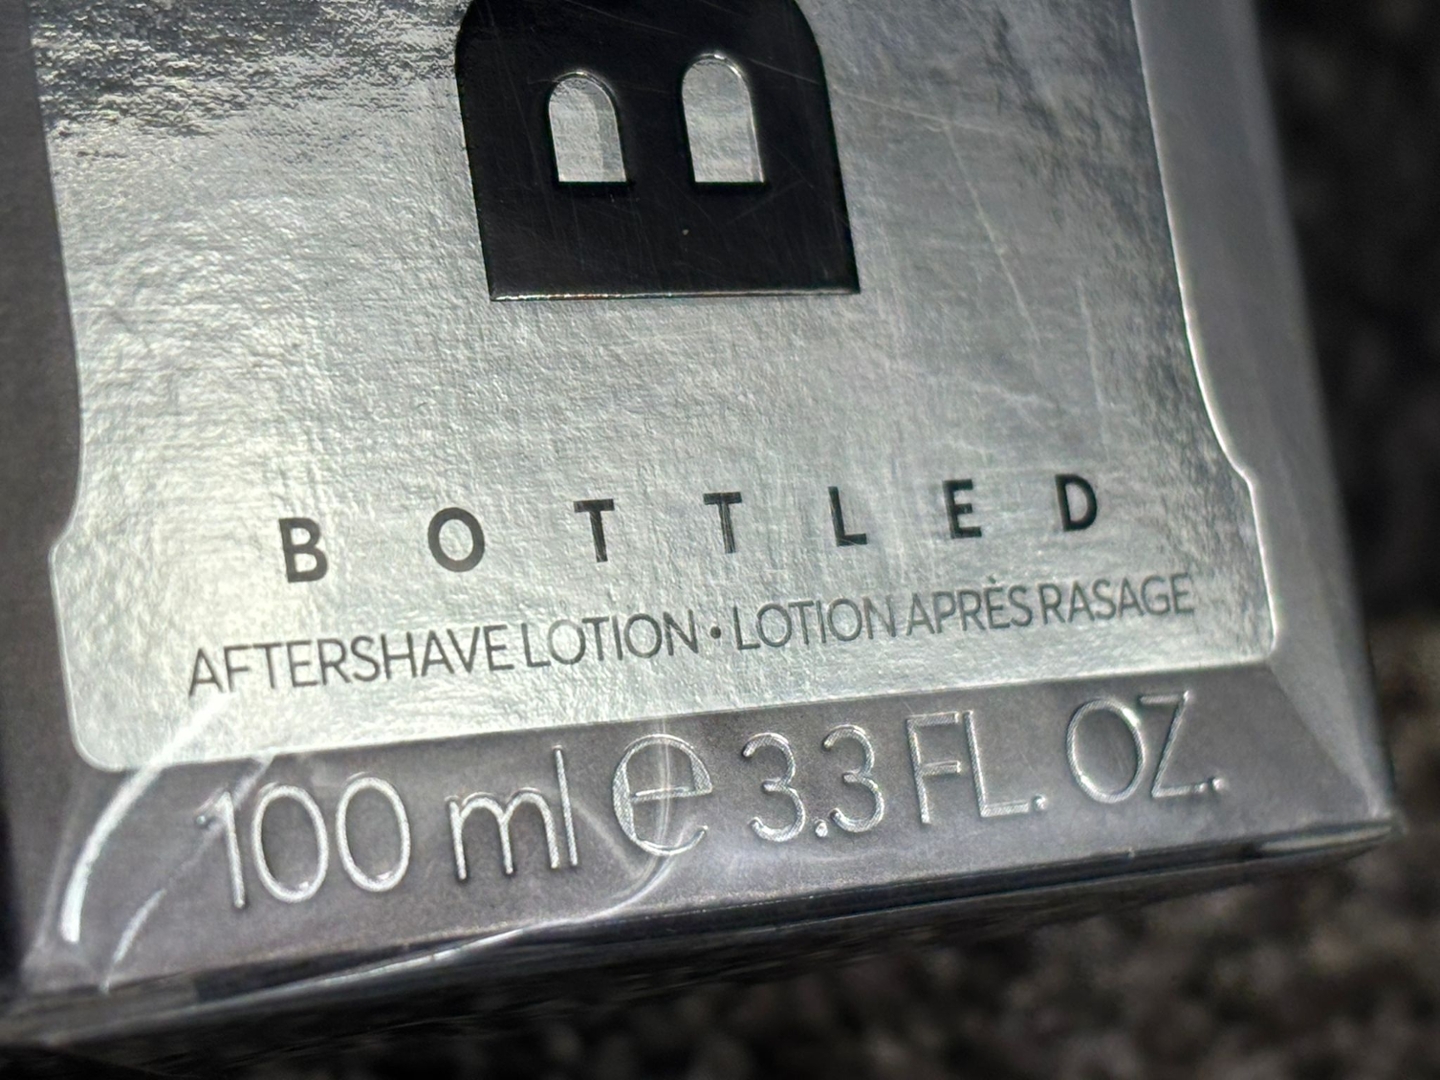 B
BOTTLED
AFTERSHAVE LOTION • LOTION APRÈS RASAGE
100 ml ℮ 3.3 FL. OZ.